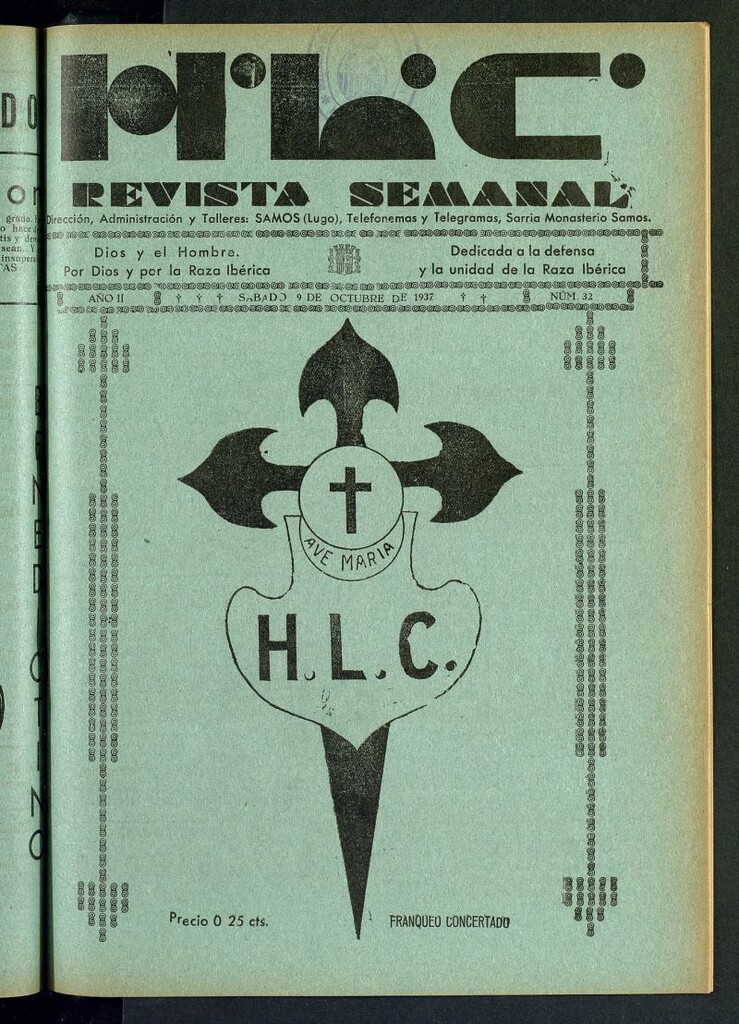 H.L.C.
REVISTA SEMANAL
Dirección, Administración y Talleres: SAMOS (Lugo), Telefonemas y Telegramas, Sarria Monasterio Samos.
Dios y el Hombre.
Por Dios y por la Raza Ibérica
Dedicada a la defensa
y la unidad de la Raza Ibérica
AÑO II
SABADO 9 DE OCTUBRE DE 1937
NÚM. 32
AVE MARIA
H.L.C.
Precio 0 25 cts.
FRANQUEO CONCERTADO
DO